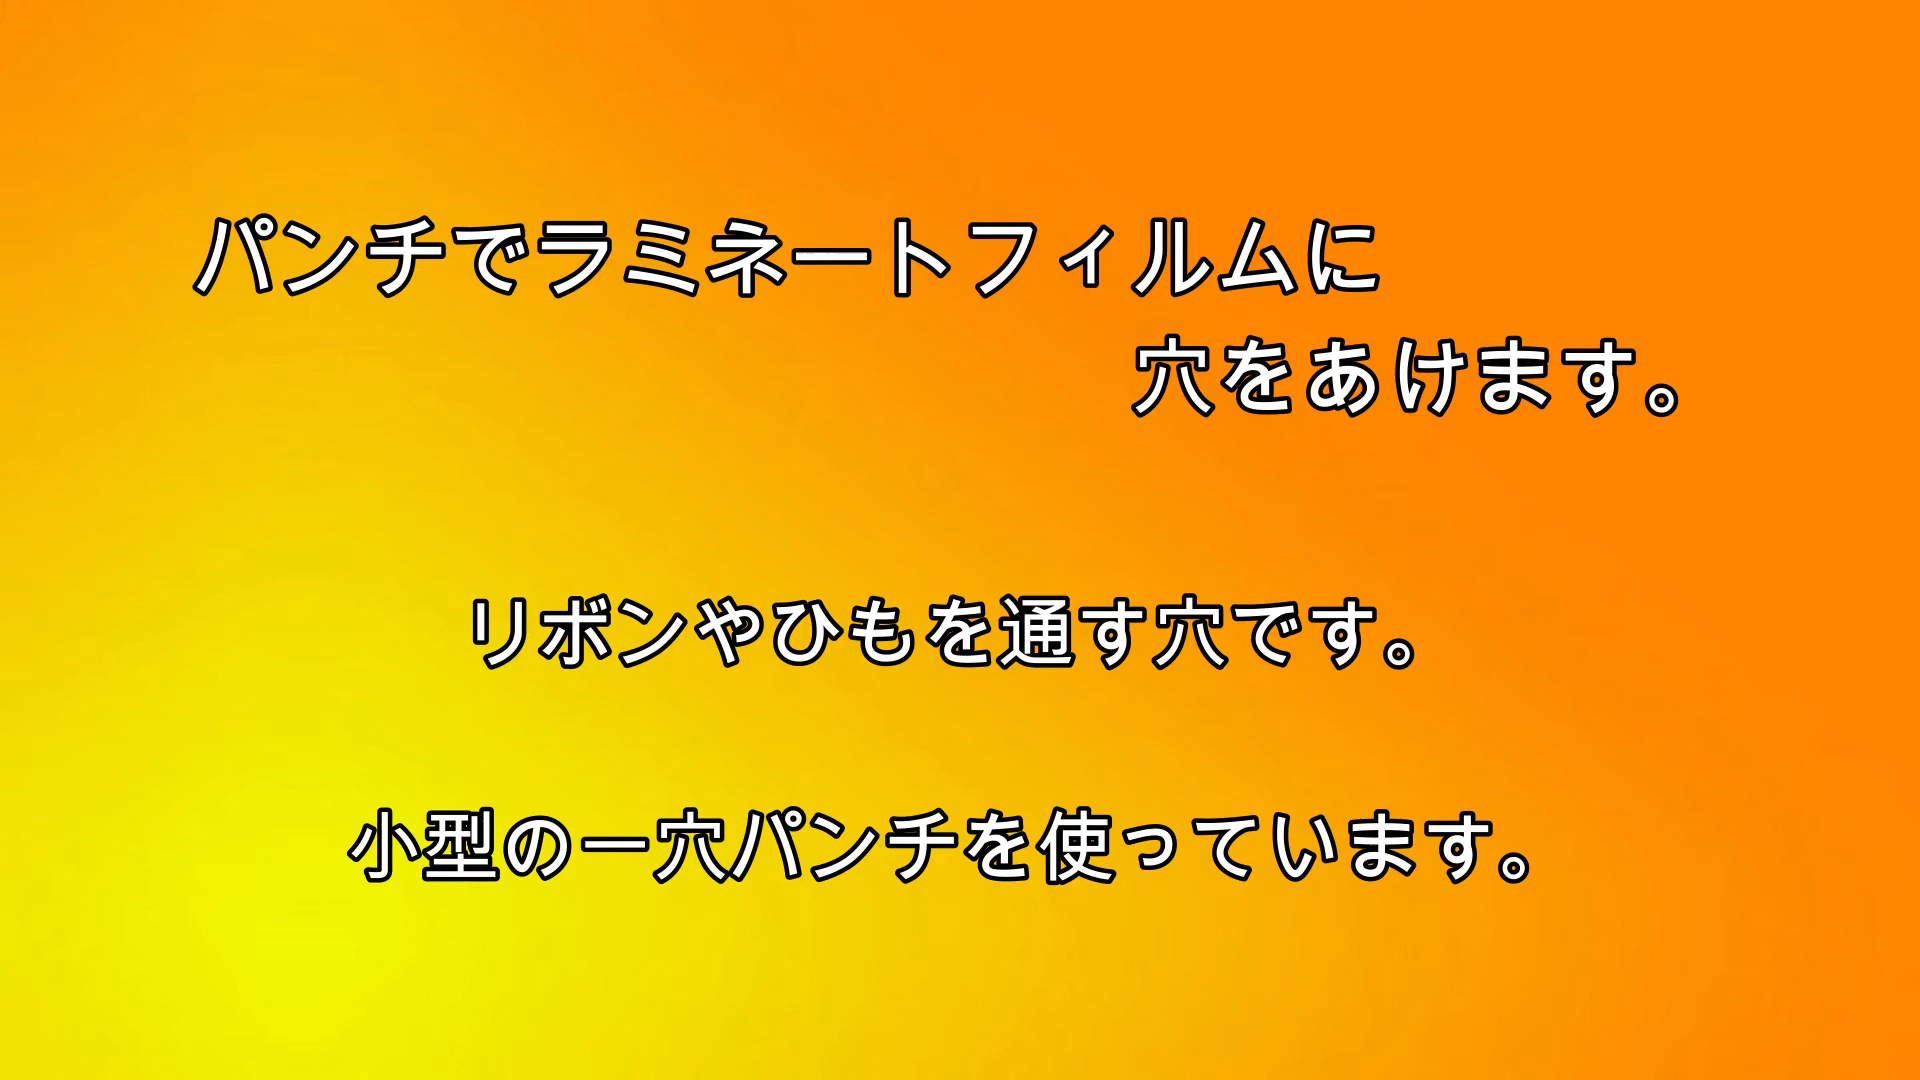 パンチでラミネートフィルムに
穴をあけます。
リボンやひもを通す穴です。
小型の一穴パンチを使っています。